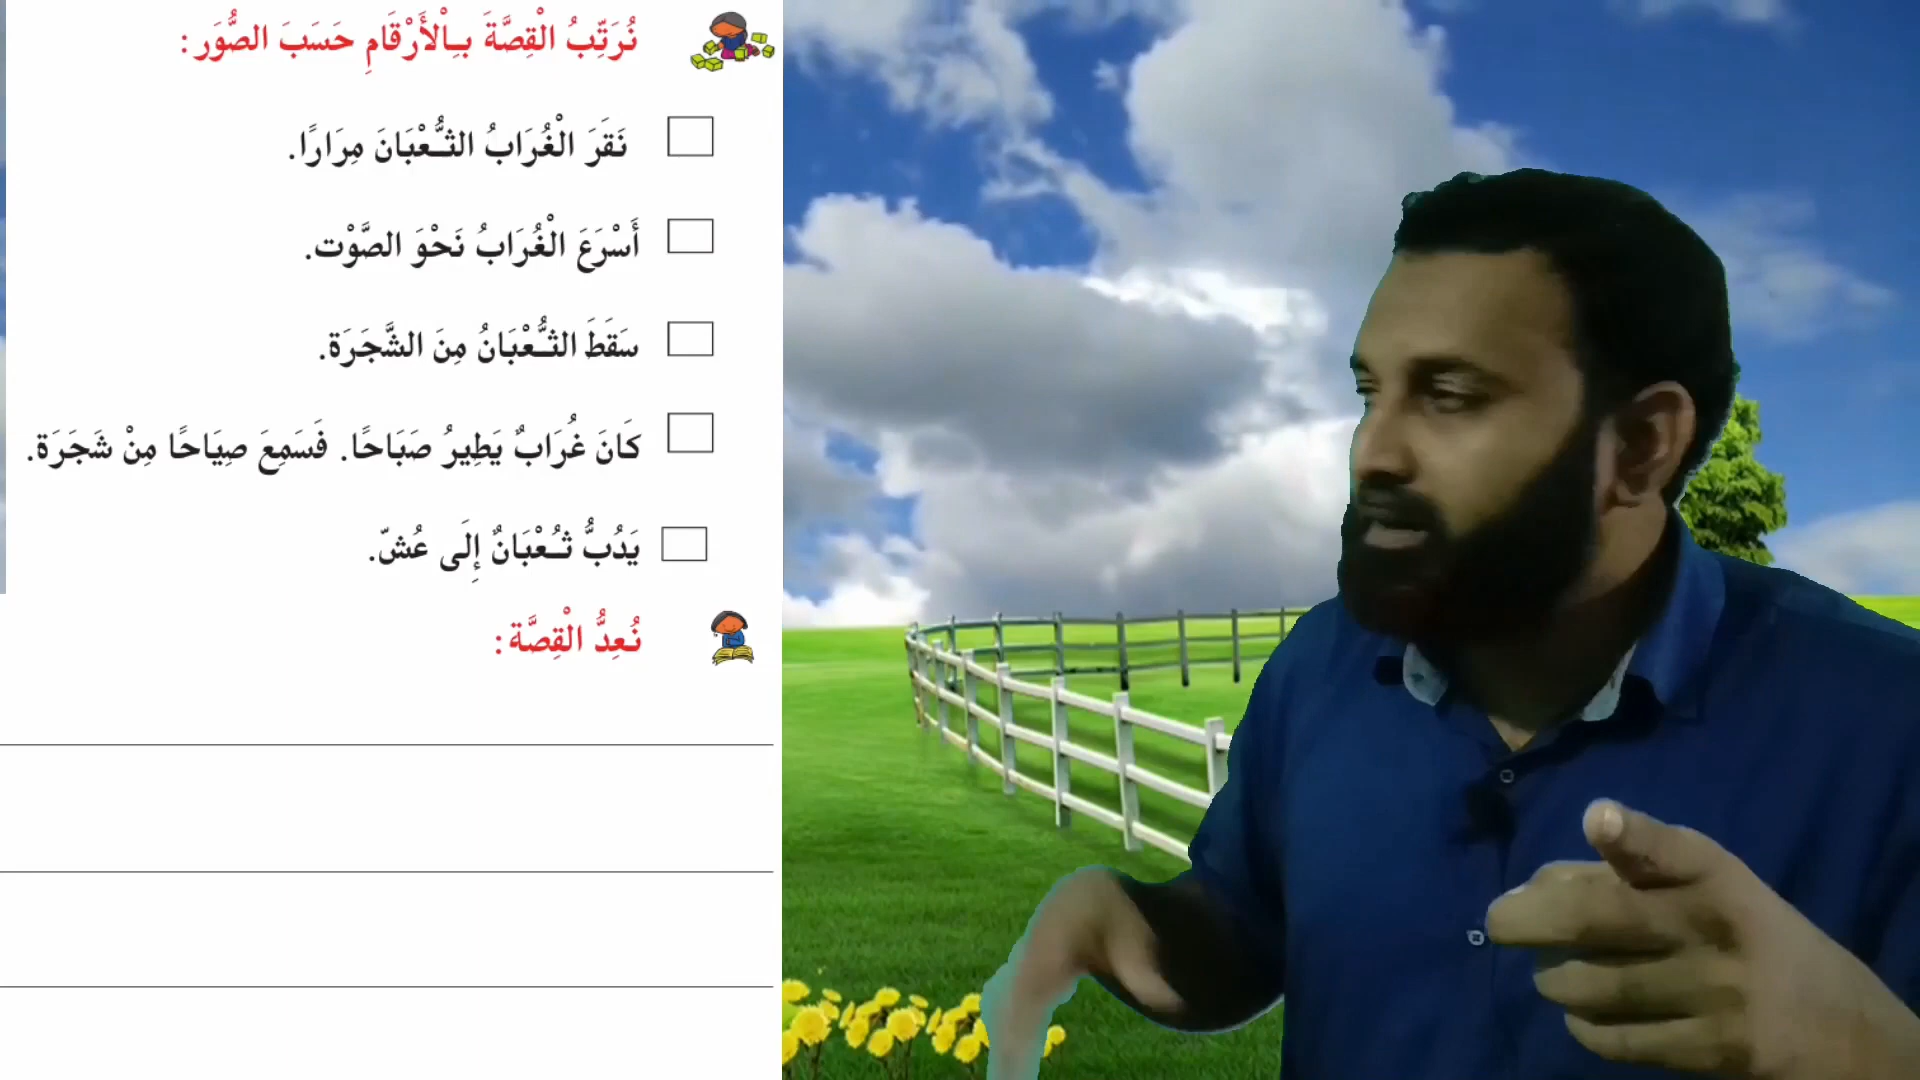 نُرَتِّبُ الْقِصَّةَ بِالْأَرْقَامِ حَسَبَ الصُّوَر:
نَقَرَ الْغُرَابُ الثُّعْبَانَ مِرَارًا.
أَسْرَعَ الْغُرَابُ نَحْوَ الصَّوْت.
سَقَطَ الثُّعْبَانُ مِنَ الشَّجَرَة.
كَانَ غُرَابٌ يَطِيرُ صَبَاحًا. فَسَمِعَ صِيَاحًا مِنْ شَجَرَة.
يَدُبُّ ثُعْبَانٌ إِلَى عُشّ.
نُعِدُّ الْقِصَّة: